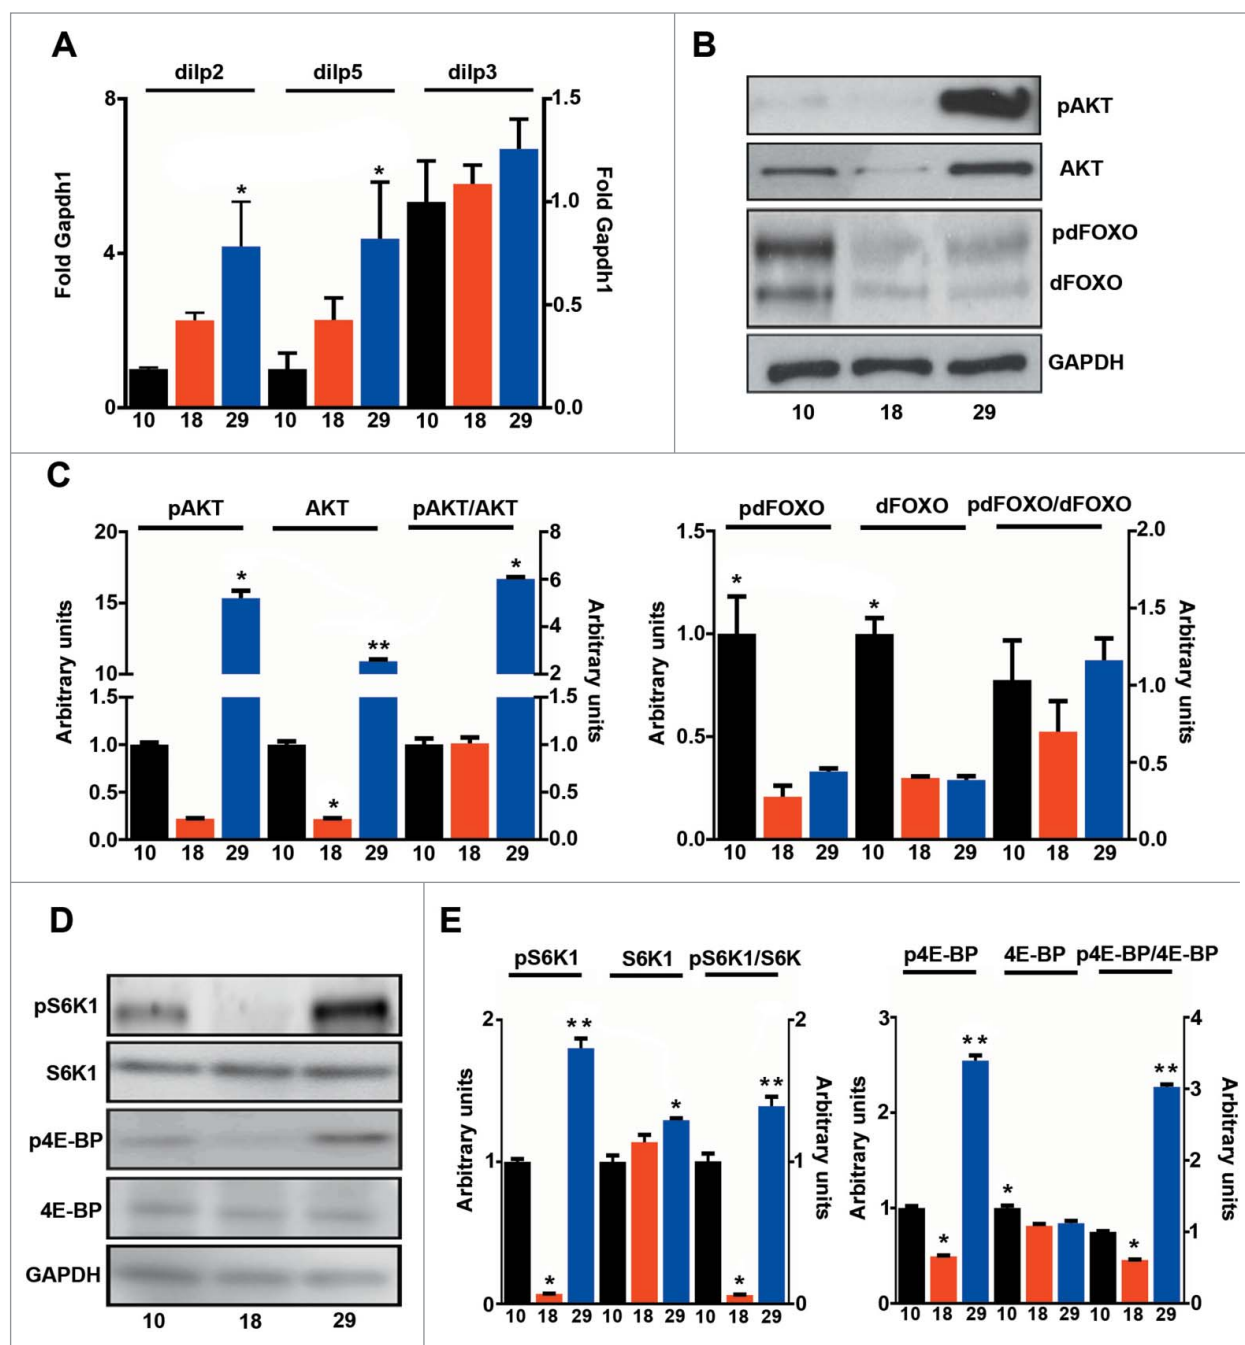 A
dilp2 dilp5 dilp3
8 1.5
* *
1.0
4
0.5
0 0.0
Fold Gapdh1
Fold Gapdh1
10 18 29 10 18 29 10 18 29
B
pAKT
AKT
pdFOXO
dFOXO
GAPDH
10 18 29
C
pAKT AKT pAKT/AKT
20 8
* *
15 6
4
**
10 2
1.5 1.5
1.0 1.0
*
0.5 0.5
0.0 0.0
Arbitrary units
Arbitrary units
10 18 29 10 18 29 10 18 29
pdFOXO dFOXO pdFOXO/dFOXO
1.5 2.0
* *
1.5
1.0
1.0
0.5
0.5
0.0 0.0
Arbitrary units
Arbitrary units
10 18 29 10 18 29 10 18 29
D
pS6K1
S6K1
p4E-BP
4E-BP
GAPDH
10 18 29
E
pS6K1 S6K1 pS6K1/S6K
2 2
**
* **
1 1
* *
0 0
Arbitrary units
Arbitrary units
10 18 29 10 18 29 10 18 29
p4E-BP 4E-BP p4E-BP/4E-BP
3 4
** **
3
2
2
*
1
1
* *
0 0
Arbitrary units
Arbitrary units
10 18 29 10 18 29 10 18 29